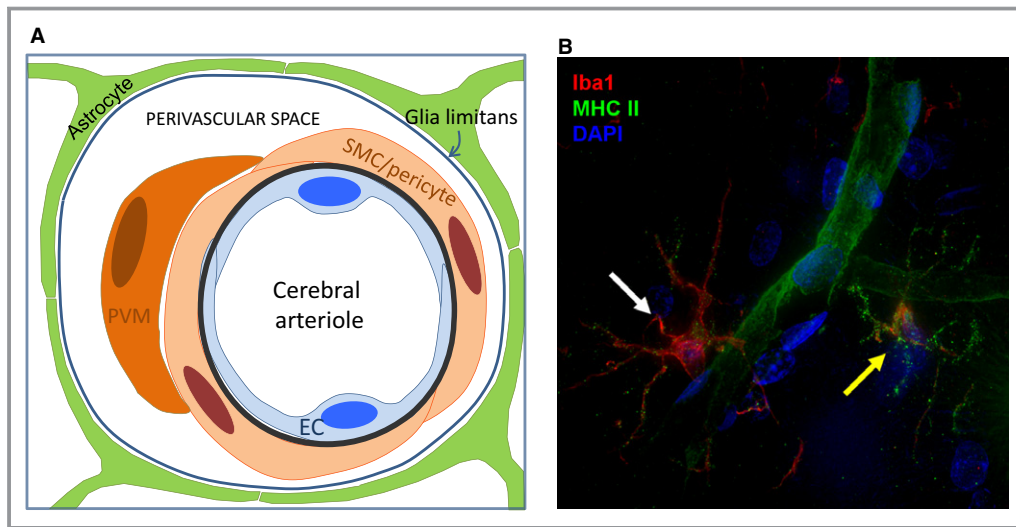 A
Astrocyte
PERIVASCULAR SPACE
Glia limitans
SMC/pericyte
PVM
Cerebral
arteriole
EC
B
Iba1
MHC II
DAPI